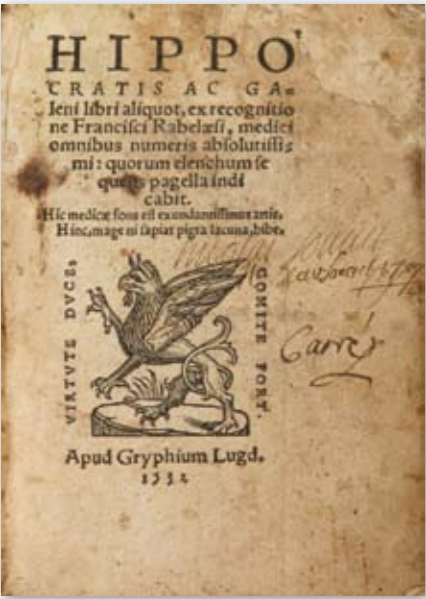 HIPPO
CRATIS AC GA-
leni libri aliquot, ex recognitio
ne Francisci Rabelæsi, medici
omnibus numeris absolutissi-
mi: quorum elenchum se
quens pagella indi
cabit.
Hic medicæ fons est exundantissimus artis.
Hinc, mage ni sapiat pigra lacuna, bibe.
VIRTVTE DVCE,
COMITE FORT.
Apud Gryphium Lugd.
1532